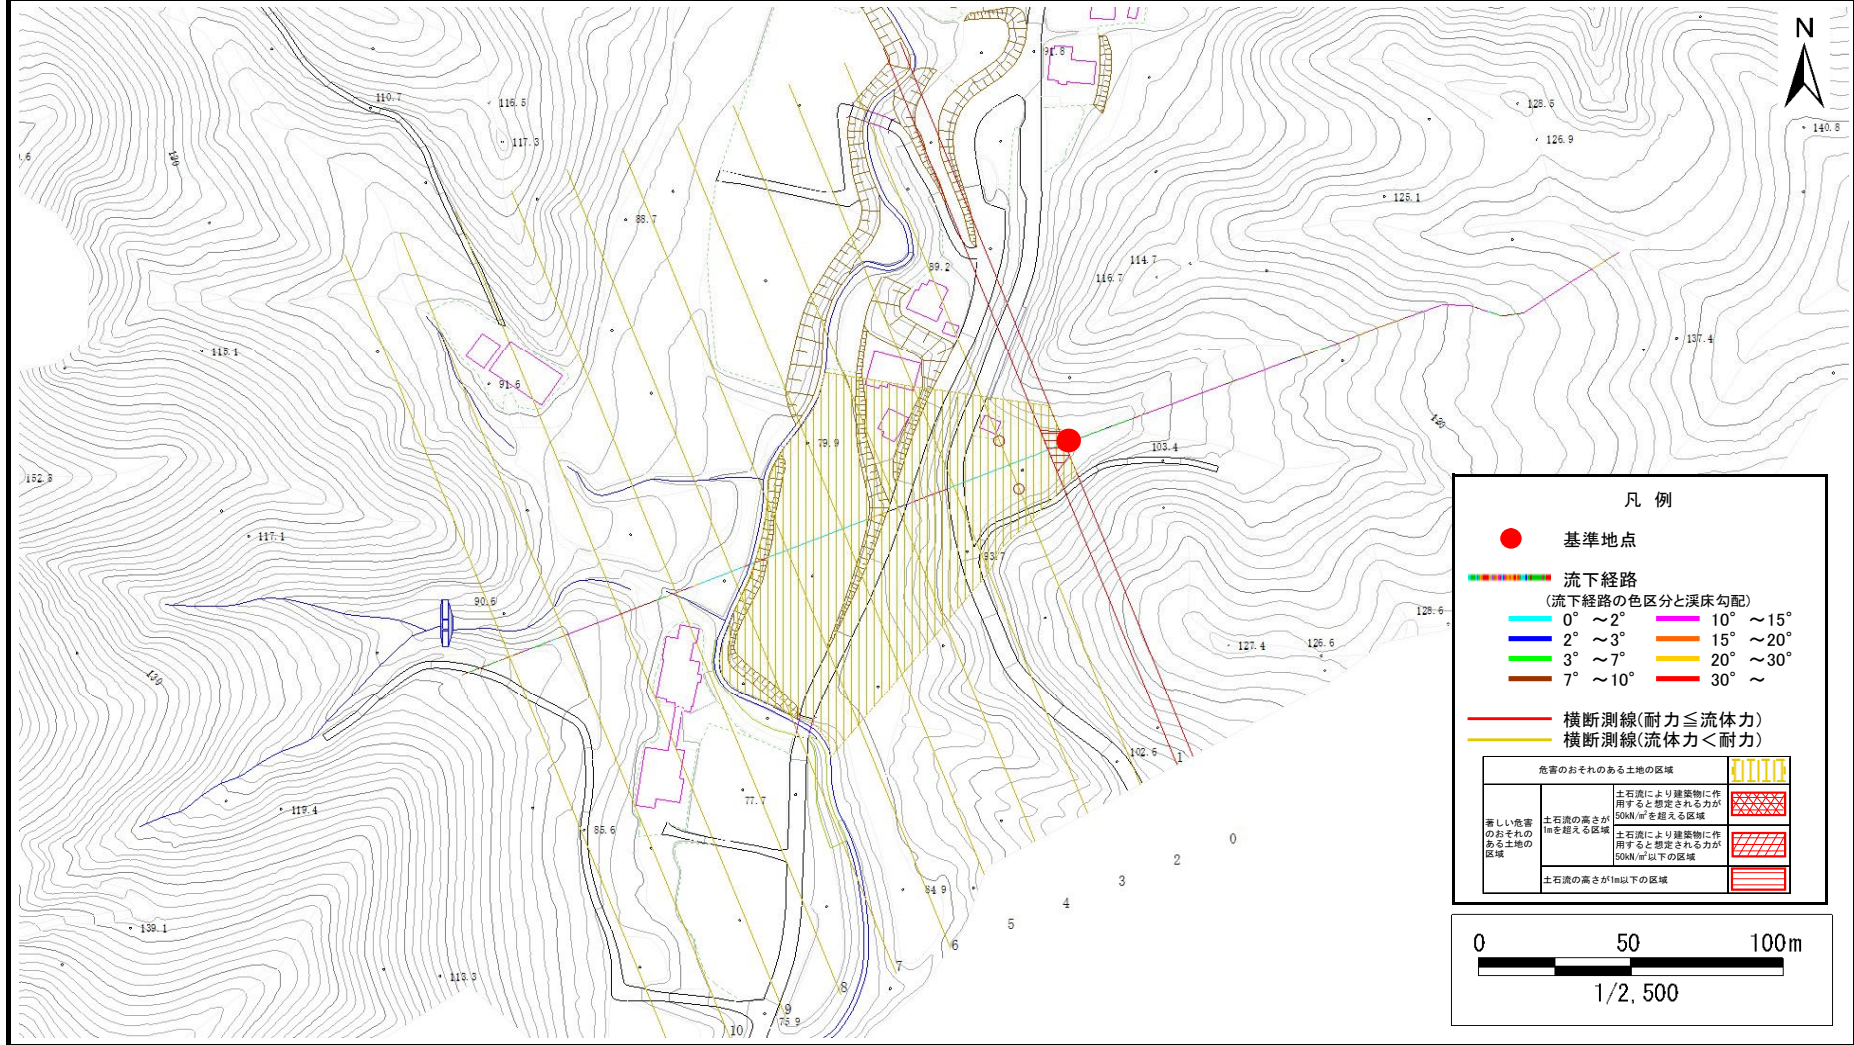 N
91.8
110.7
116.5
117.3
120
128.5
126.9
140.8
125.1
88.7
89.2
114.7
116.7
137.4
115.1
91.6
79.9
103.4
120
152.8
117.1
93.7
90.6
128.6
127.4
126.6
130
102.6
1
77.7
119.4
85.6
0
2
3
84.9
4
5
139.1
6
7
113.3
8
9
75.9
10
凡 例
基準地点
流下経路
(流下経路の色区分と渓床勾配)
0° ～2° 10° ～15°
2° ～3° 15° ～20°
3° ～7° 20° ～30°
7° ～10° 30° ～
横断測線(耐力≦流体力)
横断測線(流体力＜耐力)
危害のおそれのある土地の区域
著しい危害
のおそれの
ある土地の
区域
土石流の高さが
1mを超える区域
土石流により建築物に作
用すると想定される力が
50kN/m²を超える区域
土石流により建築物に作
用すると想定される力が
50kN/m²以下の区域
土石流の高さが1m以下の区域
0 50 100m
1/2,500